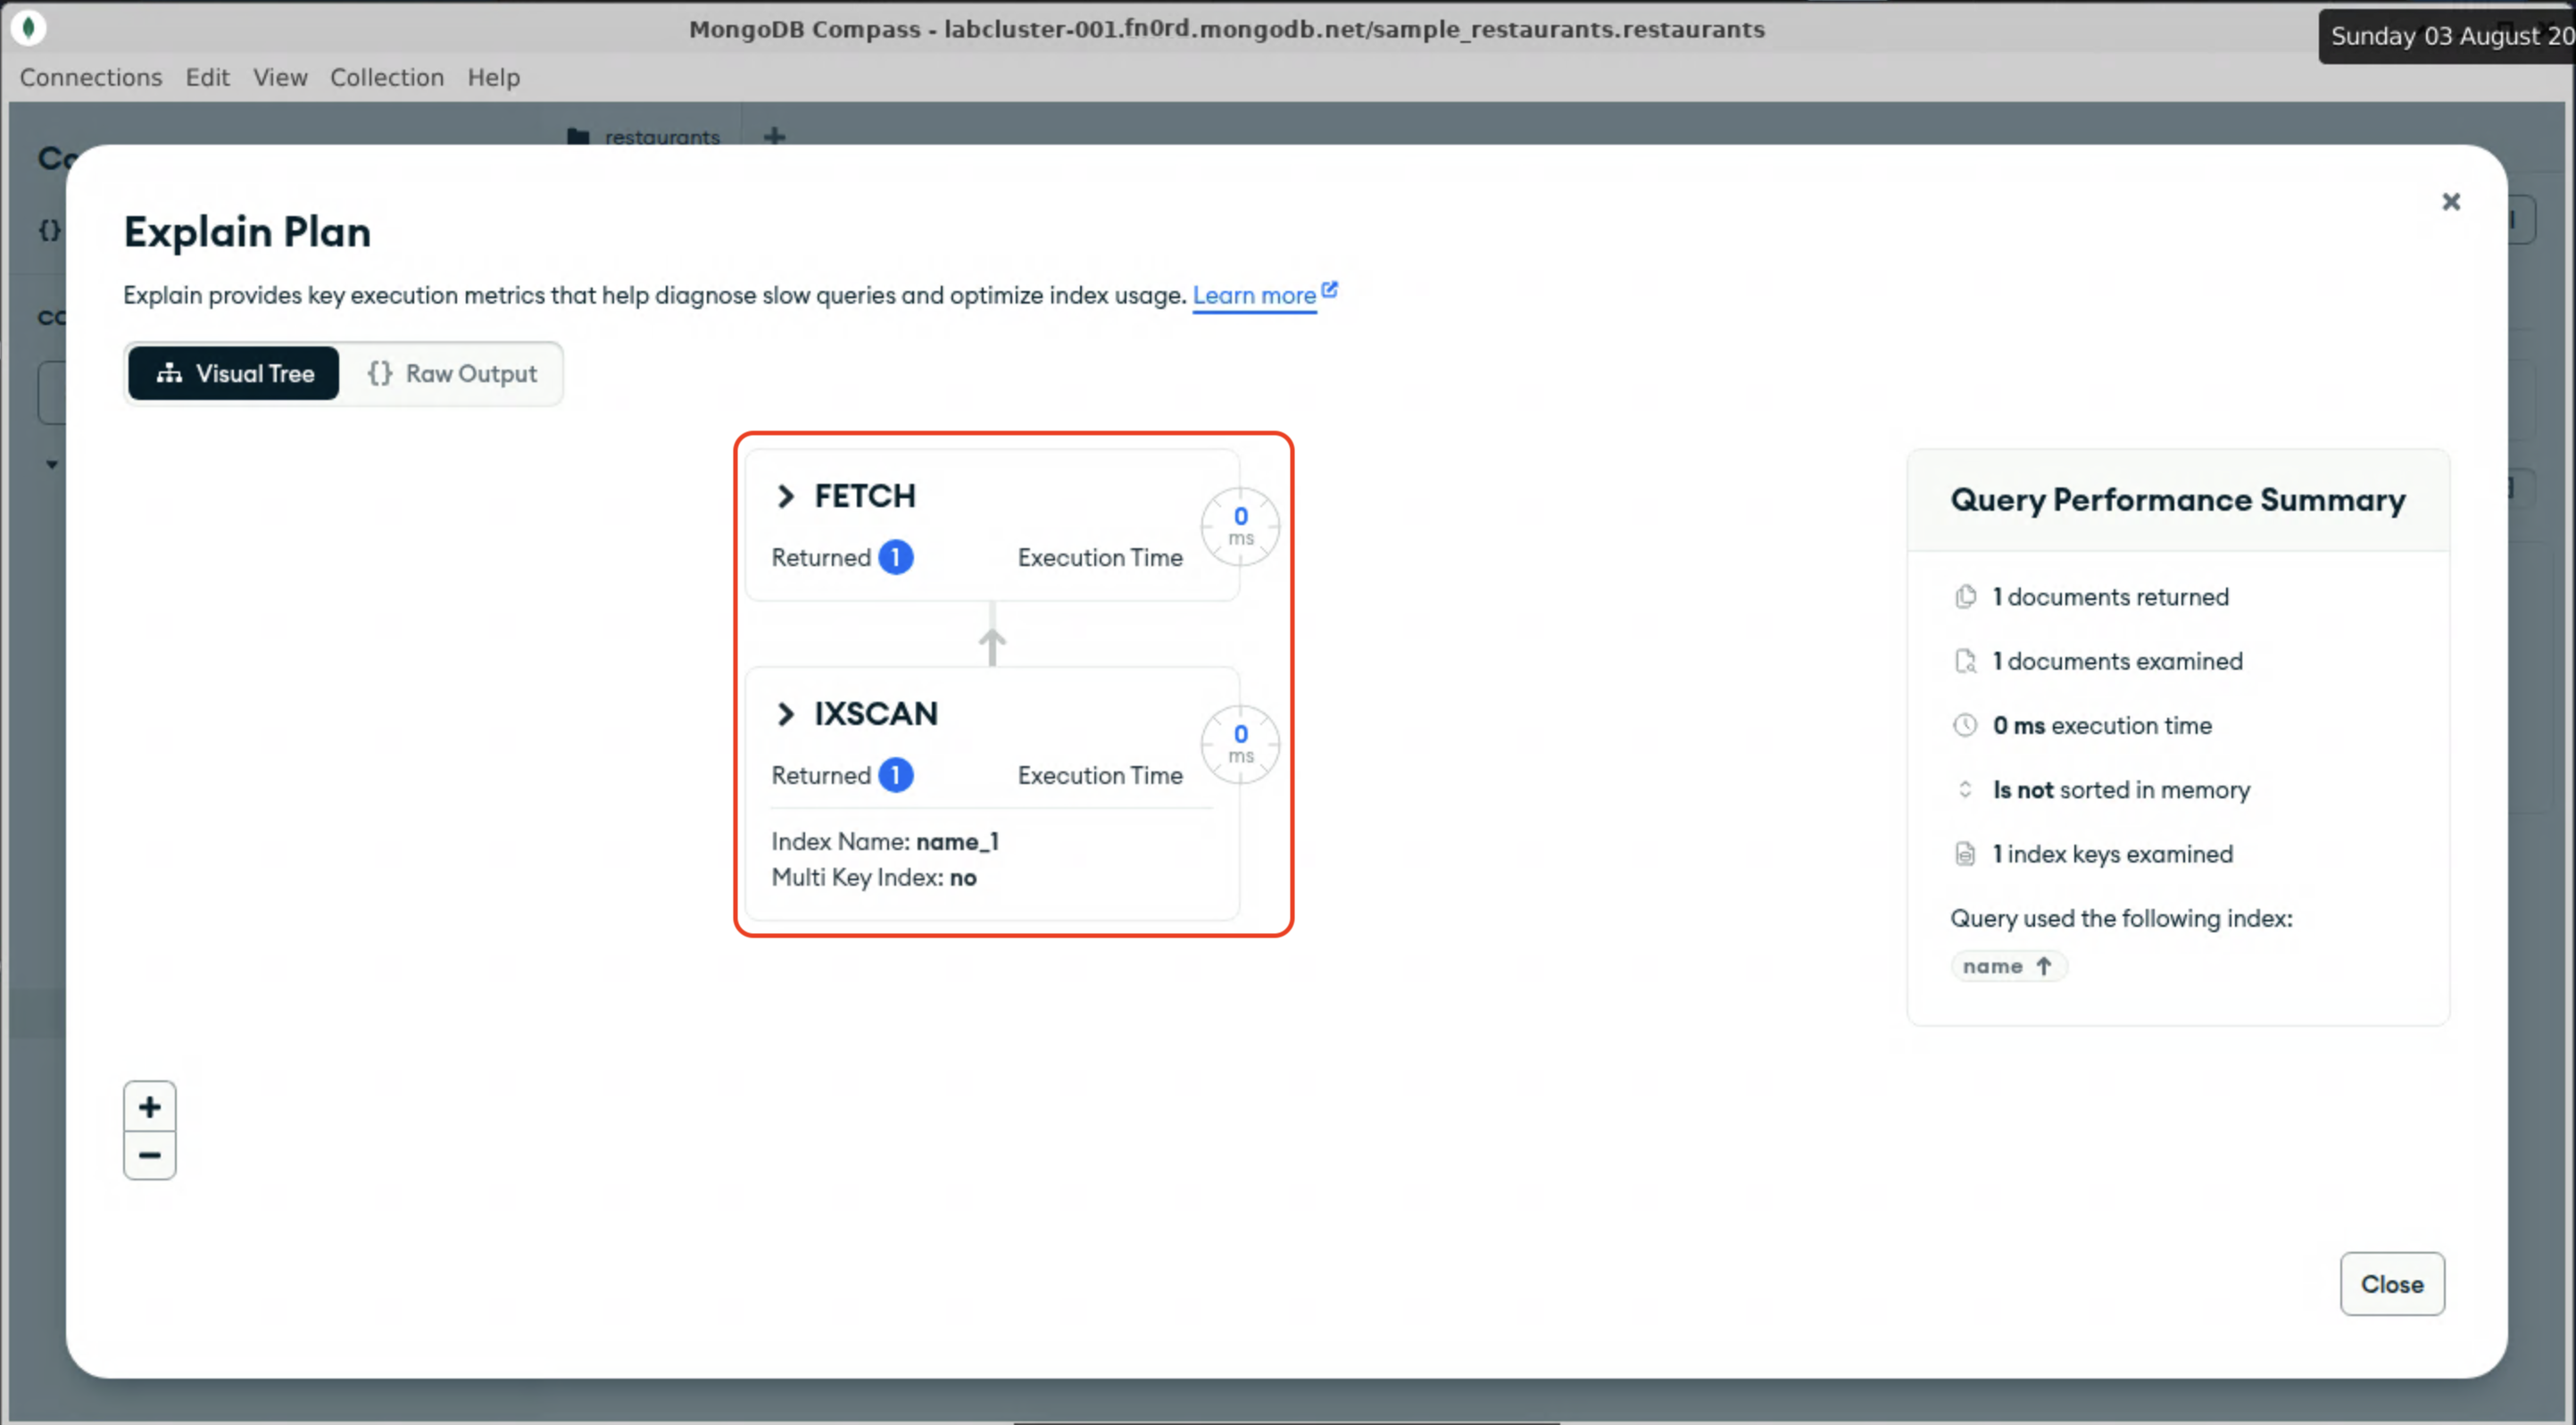 MongoDB Compass - labcluster-001.fn0rd.mongodb.net/sample_restaurants.restaurants
Sunday 03 August 20
Connections Edit View Collection Help
restaurants +
{}
Explain Plan
Explain provides key execution metrics that help diagnose slow queries and optimize index usage. Learn more
Visual Tree {} Raw Output
FETCH
0 ms
Returned 1 Execution Time
IXSCAN
0 ms
Returned 1 Execution Time
Index Name: name_1
Multi Key Index: no
Query Performance Summary
1 documents returned
1 documents examined
0 ms execution time
Is not sorted in memory
1 index keys examined
Query used the following index:
name ↑
+
−
Close